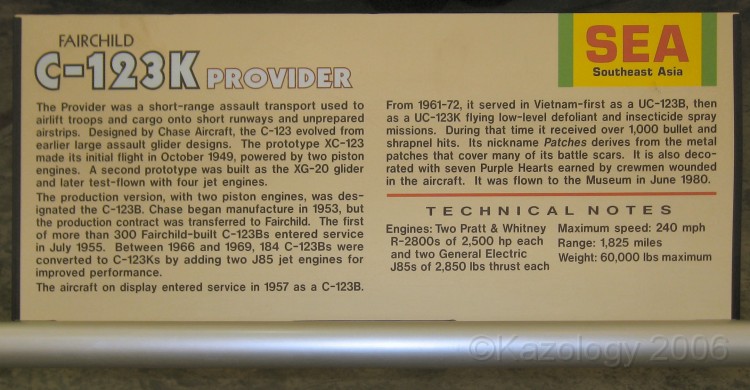 FAIRCHILD
C-123K PROVIDER
The Provider was a short-range assault transport used to
airlift troops and cargo onto short runways and unprepared
airstrips. Designed by Chase Aircraft, the C-123 evolved from
earlier large assault glider designs. The prototype XC-123
made its initial flight in October 1949, powered by two piston
engines. A second prototype was built as the XG-20 glider
and later test-flown with four jet engines.
The production version, with two piston engines, was des-
ignated the C-123B. Chase began manufacture in 1953, but
the production contract was transferred to Fairchild. The first
of more than 300 Fairchild-built C-123Bs entered service
in July 1955. Between 1966 and 1969, 184 C-123Bs were
converted to C-123Ks by adding two J85 jet engines for
improved performance.
The aircraft on display entered service in 1957 as a C-123B.
SEA
Southeast Asia
From 1961-72, it served in Vietnam-first as a UC-123B, then
as a UC-123K flying low-level defoliant and insecticide spray
missions. During that time it received over 1,000 bullet and
shrapnel hits. Its nickname Patches derives from the metal
patches that cover many of its battle scars. It is also deco-
rated with seven Purple Hearts earned by crewmen wounded
in the aircraft. It was flown to the Museum in June 1980.
TECHNICAL NOTES
Engines: Two Pratt & Whitney
R-2800s of 2,500 hp each
and two General Electric
J85s of 2,850 lbs thrust each
Maximum speed: 240 mph
Range: 1,825 miles
Weight: 60,000 lbs maximum
©Kazology 2006